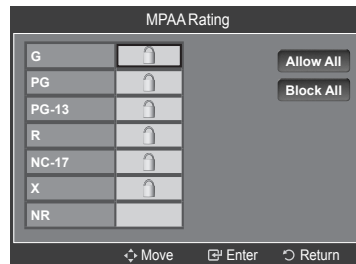 MPAA Rating
G
Allow All
PG
Block All
PG-13
R
NC-17
X
NR
Move Enter Return